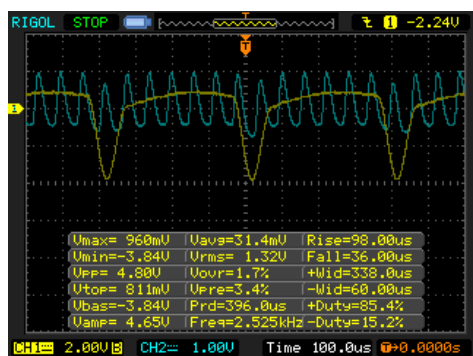 RIGOL STOP T 1 -2.24V
T
1
Vmax= 960mV Vavg=31.4mV Rise=98.00us
Vmin=-3.84V Vrms= 1.32V Fall=36.00us
Vpp= 4.80V Vovr=1.7% +Wid=338.0us
Vtop= 811mV Vpre=3.4% -Wid=60.00us
Vbas=-3.84V Prd=396.0us +Duty=85.4%
Vamp= 4.65V Freq=2.525kHz -Duty=15.2%
CH1 2.00V B CH2 1.00V Time 100.0us T→0.0000s